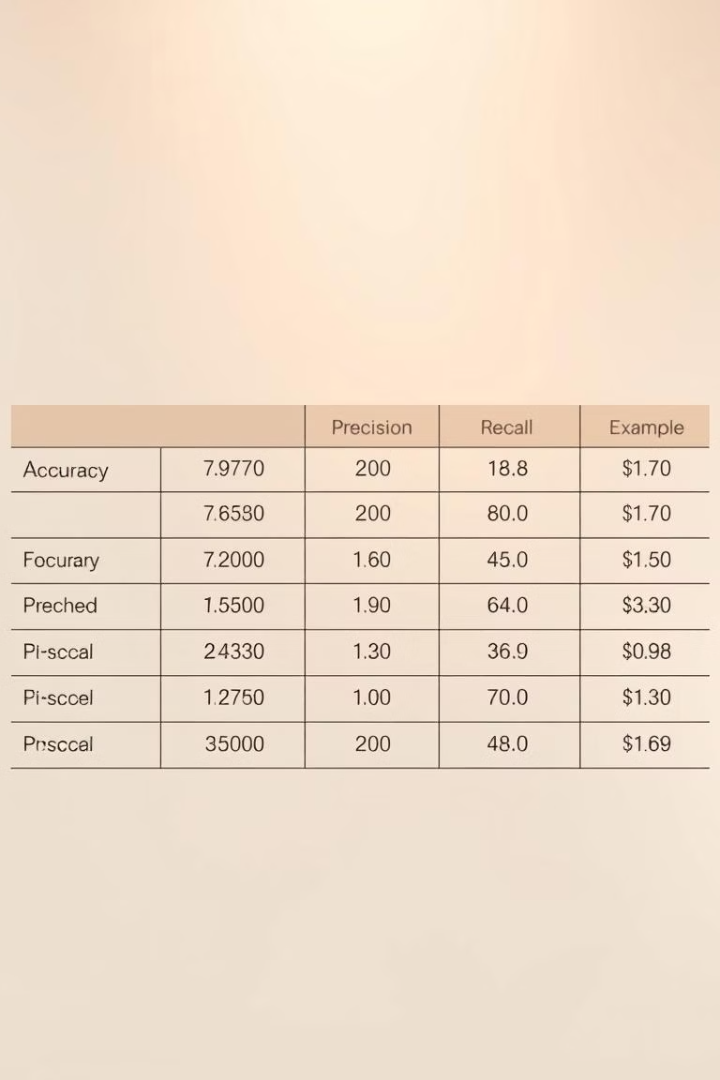 Precision Recall Example
Accuracy 7.9770 200 18.8 $1.70
7.6580 200 80.0 $1.70
Focurary 7.2000 1.60 45.0 $1.50
Preched 1.5500 1.90 64.0 $3.30
Pi-sccal 24330 1.30 36.9 $0.98
Pi-sccel 1.2750 1.00 70.0 $1.30
35000 200 48.0 $1.69